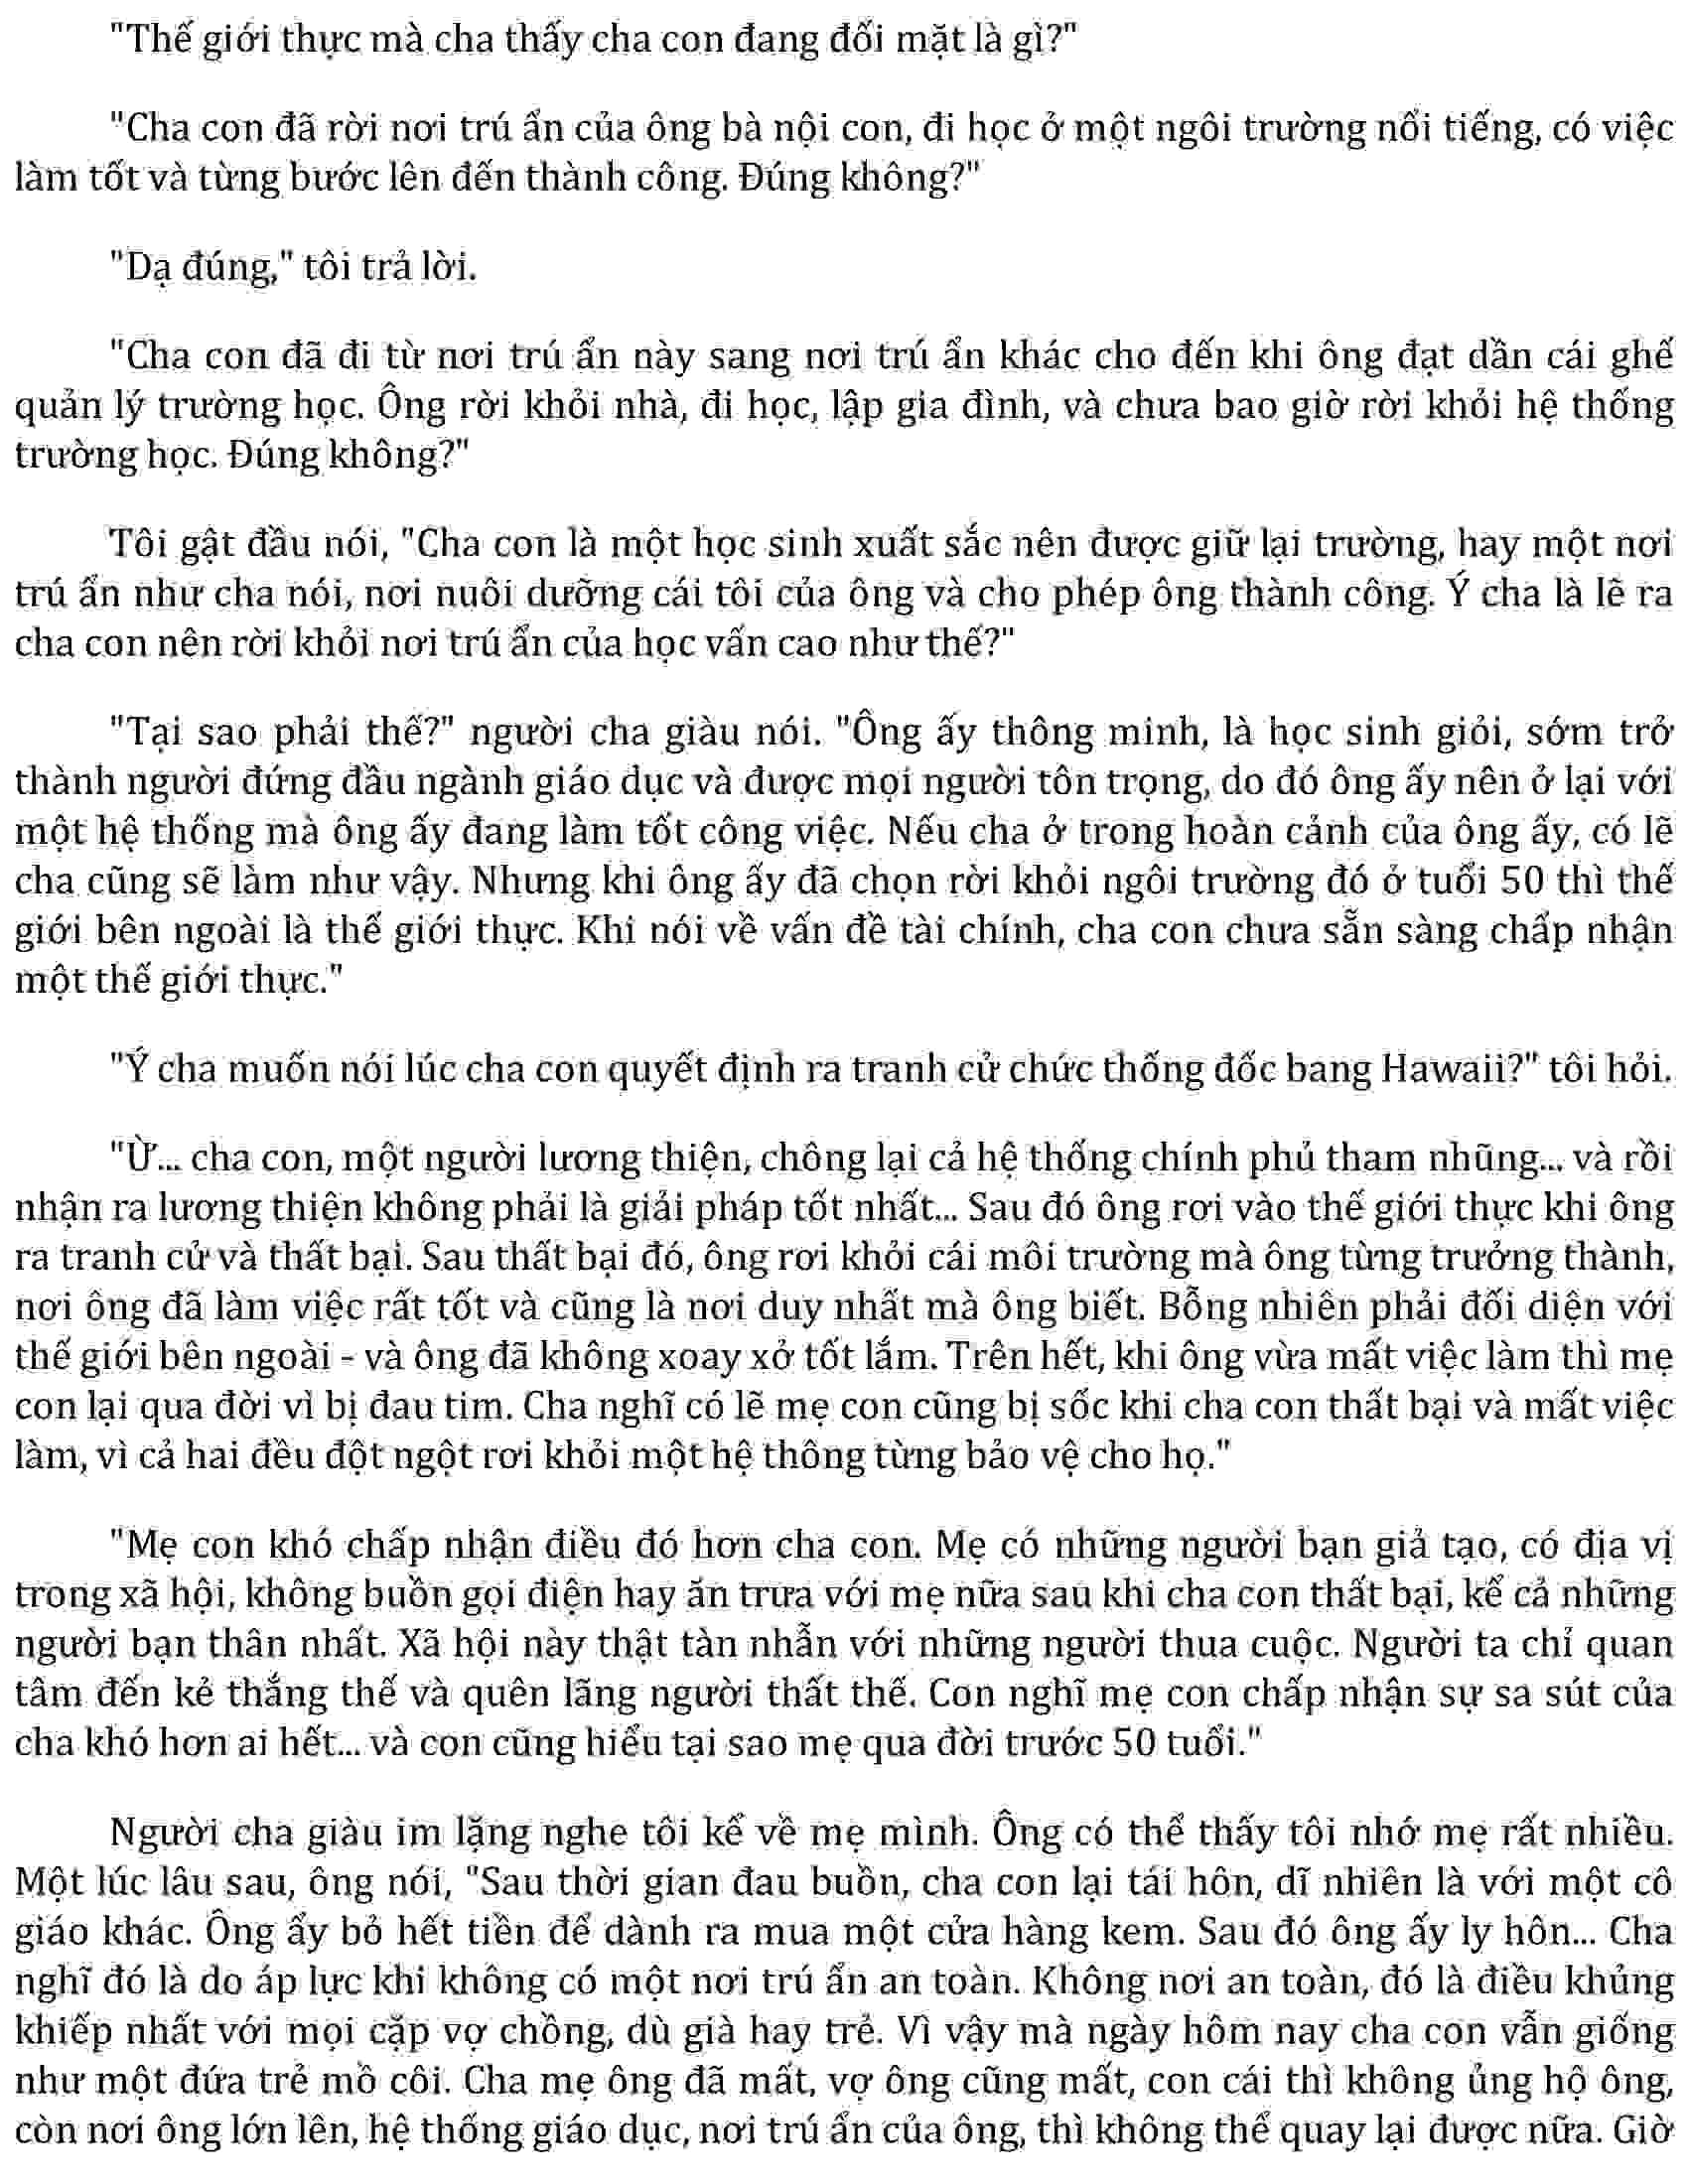 "Thế giới thực mà cha thấy cha con đang đối mặt là gì?"
"Cha con đã rời nơi trú ẩn của ông bà nội con, đi học ở một ngôi trường nổi tiếng, có việc
làm tốt và từng bước lên đến thành công. Đúng không?"
"Dạ đúng," tôi trả lời.
"Cha con đã đi từ nơi trú ẩn này sang nơi trú ẩn khác cho đến khi ông đạt dần cái ghế
quản lý trường học. Ông rời khỏi nhà, đi học, lập gia đình, và chưa bao giờ rời khỏi hệ thống
trường học. Đúng không?"
Tôi gật đầu nói, "Cha con là một học sinh xuất sắc nên được giữ lại trường, hay một nơi
trú ẩn như cha nói, nơi nuôi dưỡng cái tôi của ông và cho phép ông thành công. Ý cha là lẽ ra
cha con nên rời khỏi nơi trú ẩn của học vấn cao như thế?"
"Tại sao phải thế?" người cha giàu nói. "Ông ấy thông minh, là học sinh giỏi, sớm trở
thành người đứng đầu ngành giáo dục và được mọi người tôn trọng, do đó ông ấy nên ở lại với
một hệ thống mà ông ấy đang làm tốt công việc. Nếu cha ở trong hoàn cảnh của ông ấy, có lẽ
cha cũng sẽ làm như vậy. Nhưng khi ông ấy đã chọn rời khỏi ngôi trường đó ở tuổi 50 thì thế
giới bên ngoài là thế giới thực. Khi nói về vấn đề tài chính, cha con chưa sẵn sàng chấp nhận
một thế giới thực."
"Ý cha muốn nói lúc cha con quyết định ra tranh cử chức thống đốc bang Hawaii?" tôi hỏi.
"Ừ... cha con, một người lương thiện, chông lại cả hệ thống chính phủ tham nhũng... và rồi
nhận ra lương thiện không phải là giải pháp tốt nhất... Sau đó ông rơi vào thế giới thực khi ông
ra tranh cử và thất bại. Sau thất bại đó, ông rơi khỏi cái môi trường mà ông từng trưởng thành,
nơi ông đã làm việc rất tốt và cũng là nơi duy nhất mà ông biết. Bỗng nhiên phải đối diện với
thế giới bên ngoài - và ông đã không xoay xở tốt lắm. Trên hết, khi ông vừa mất việc làm thì mẹ
con lại qua đời vì bị đau tim. Cha nghĩ có lẽ mẹ con cũng bị sốc khi cha con thất bại và mất việc
làm, vì cả hai đều đột ngột rơi khỏi một hệ thông từng bảo vệ cho họ."
"Mẹ con khó chấp nhận điều đó hơn cha con. Mẹ có những người bạn giả tạo, có địa vị
trong xã hội, không buồn gọi điện hay ăn trưa với mẹ nữa sau khi cha con thất bại, kể cả những
người bạn thân nhất. Xã hội này thật tàn nhẫn với những người thua cuộc. Người ta chỉ quan
tâm đến kẻ thắng thế và quên lãng người thất thế. Con nghĩ mẹ con chấp nhận sự sa sút của
cha khó hơn ai hết... và con cũng hiểu tại sao mẹ qua đời trước 50 tuổi."
Người cha giàu im lặng nghe tôi kể về mẹ mình. Ông có thể thấy tôi nhớ mẹ rất nhiều.
Một lúc lâu sau, ông nói, "Sau thời gian đau buồn, cha con lại tái hôn, dĩ nhiên là với một cô
giáo khác. Ông ấy bỏ hết tiền để dành ra mua một cửa hàng kem. Sau đó ông ấy ly hôn... Cha
nghĩ đó là do áp lực khi không có một nơi trú ẩn an toàn. Không nơi an toàn, đó là điều khủng
khiếp nhất với mọi cặp vợ chồng, dù già hay trẻ. Vì vậy mà ngày hôm nay cha con vẫn giống
như một đứa trẻ mồ côi. Cha mẹ ông đã mất, vợ ông cũng mất, con cái thì không ủng hộ ông,
còn nơi ông lớn lên, hệ thống giáo dục, nơi trú ẩn của ông, thì không thể quay lại được nữa. Giờ